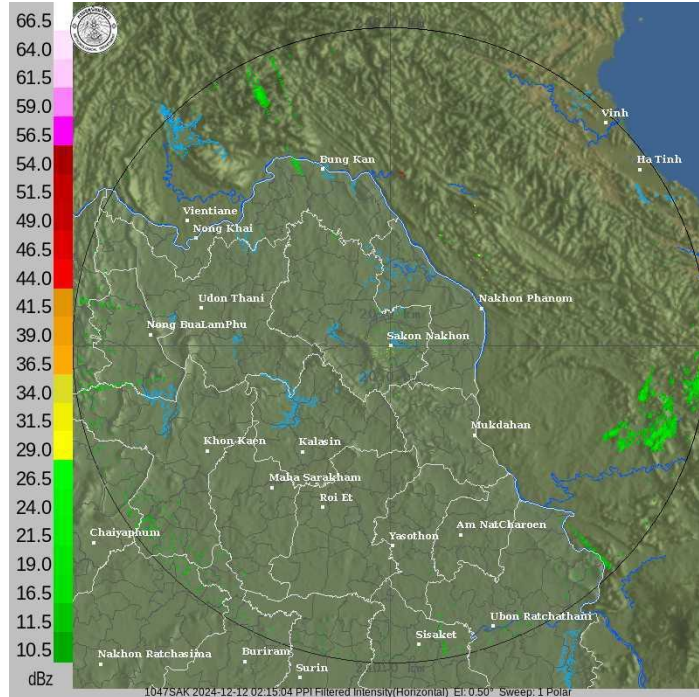 66.5
64.0
61.5
59.0
56.5
54.0
51.5
49.0
46.5
44.0
41.5
39.0
36.5
34.0
31.5
29.0
26.5
24.0
21.5
19.0
16.5
14.0
11.5
10.5
dBz
Vinh
Ha Tinh
Bung Kan
Vientiane
Nong Khai
Udon Thani
Nakhon Phanom
Nong BuaLamPhu
Sakon Nakhon
Mukdahan
Khon Kaen
Kalasin
Maha Sarakham
Roi Et
Chaiyaphum
Yasothon
Am NatCharoen
Ubon Ratchathani
Sisaket
Nakhon Ratchasima
Buriram
Surin
1047SAK 2024-12-12 02:15:04 PPI Filtered Intensity(Horizontal) El: 0.50° Sweep: 1 Polar